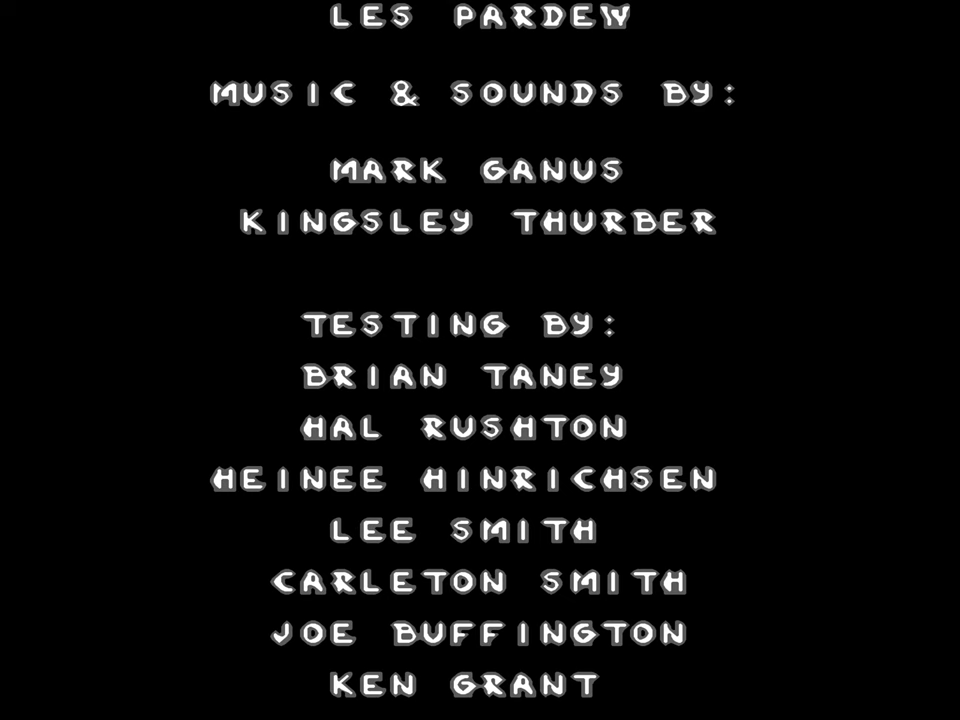 LES PARDEW
MUSIC & SOUNDS BY:
MARK GANUS
KINGSLEY THURBER
TESTING BY:
BRIAN TANEY
HAL RUSHTON
HEINEE HINRICHSEN
LEE SMITH
CARLETON SMITH
JOE BUFFINGTON
KEN GRANT